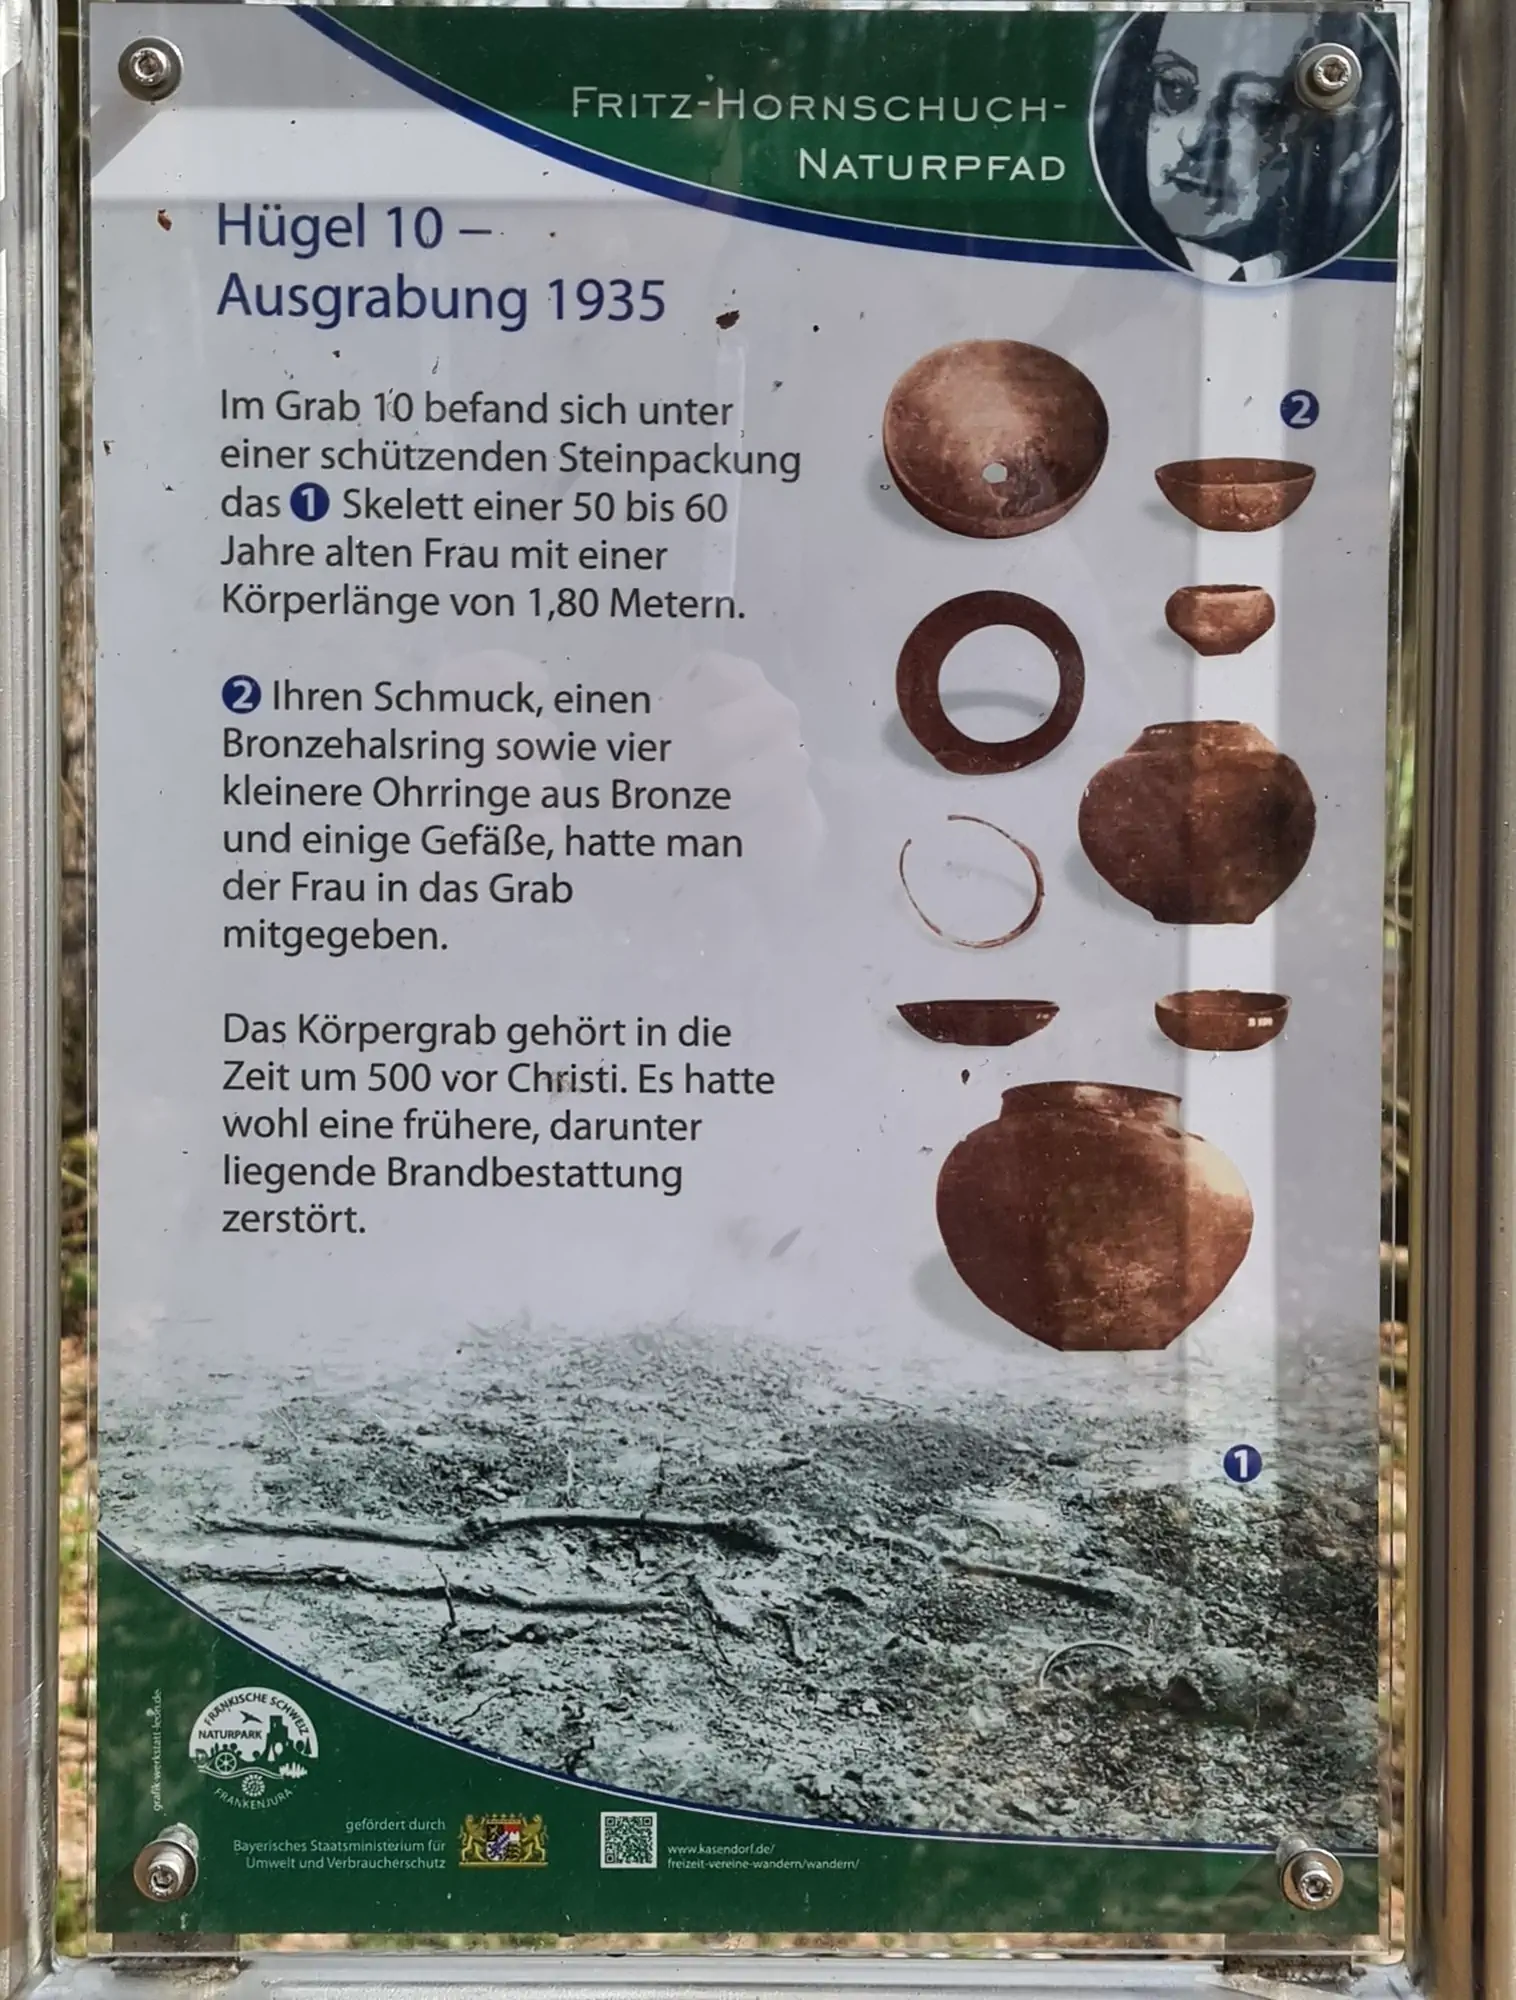 FRITZ-HORNSCHUCH-
NATURPFAD
Hügel 10 –
Ausgrabung 1935
Im Grab 10 befand sich unter
einer schützenden Steinpackung
das 1 Skelett einer 50 bis 60
Jahre alten Frau mit einer
Körperlänge von 1,80 Metern.
2 Ihren Schmuck, einen
Bronzehalsring sowie vier
kleinere Ohrringe aus Bronze
und einige Gefäße, hatte man
der Frau in das Grab
mitgegeben.
Das Körpergrab gehört in die
Zeit um 500 vor Christi. Es hatte
wohl eine frühere, darunter
liegende Brandbestattung
zerstört.
2
1
FRÄNKISCHE SCHWEIZ
NATURPARK
FRANKENJURA
gefördert durch
Bayerisches Staatsministerium für
Umwelt und Verbraucherschutz
www.kasendorf.de/
freizeit-vereine-wandern/wandern/